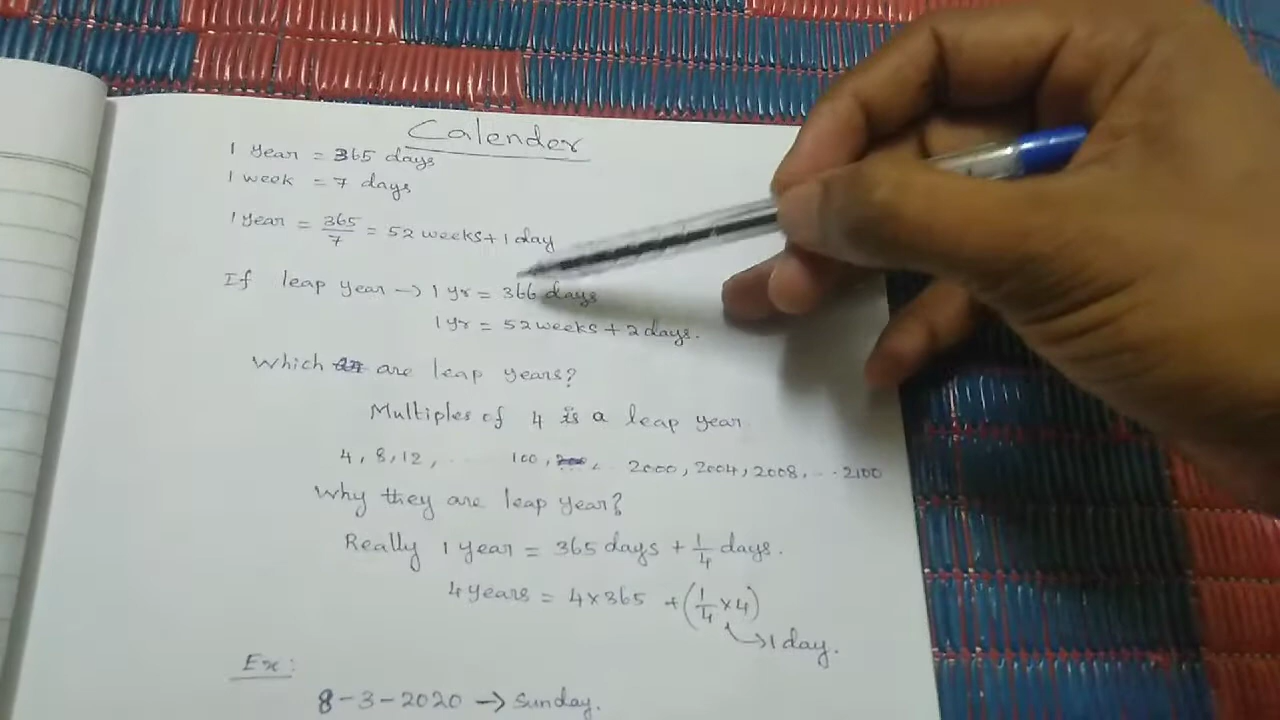 Calender
1 Year = 365 days
1 week = 7 days
1 Year = 365/7 = 52 weeks + 1 day
If leap year → 1 yr = 366 days
1 yr = 52 weeks + 2 days.
Which are leap years?
Multiples of 4 is a leap year
4, 8, 12, ... 100, ... 2000, 2004, 2008, ... 2100
Why they are leap year?
Really 1 year = 365 days + 1/4 days.
4 years = 4 × 365 + (1/4 × 4)
→ 1 day.
Ex:
8-3-2020 → Sunday.